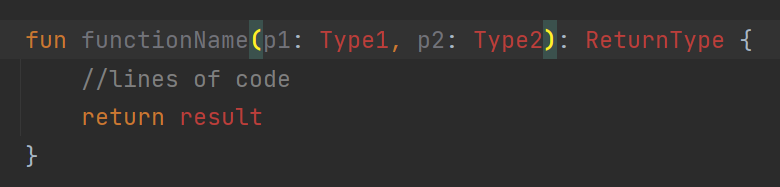 fun functionName(p1: Type1, p2: Type2): ReturnType {
    //lines of code
    return result
}